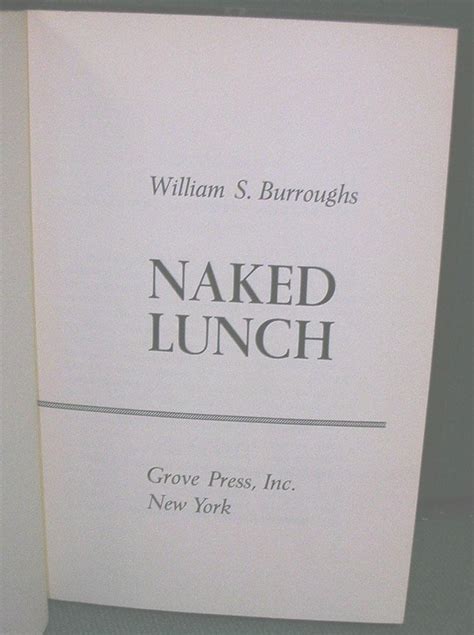 William S. Burroughs
NAKED
LUNCH
Grove Press, Inc.
New York